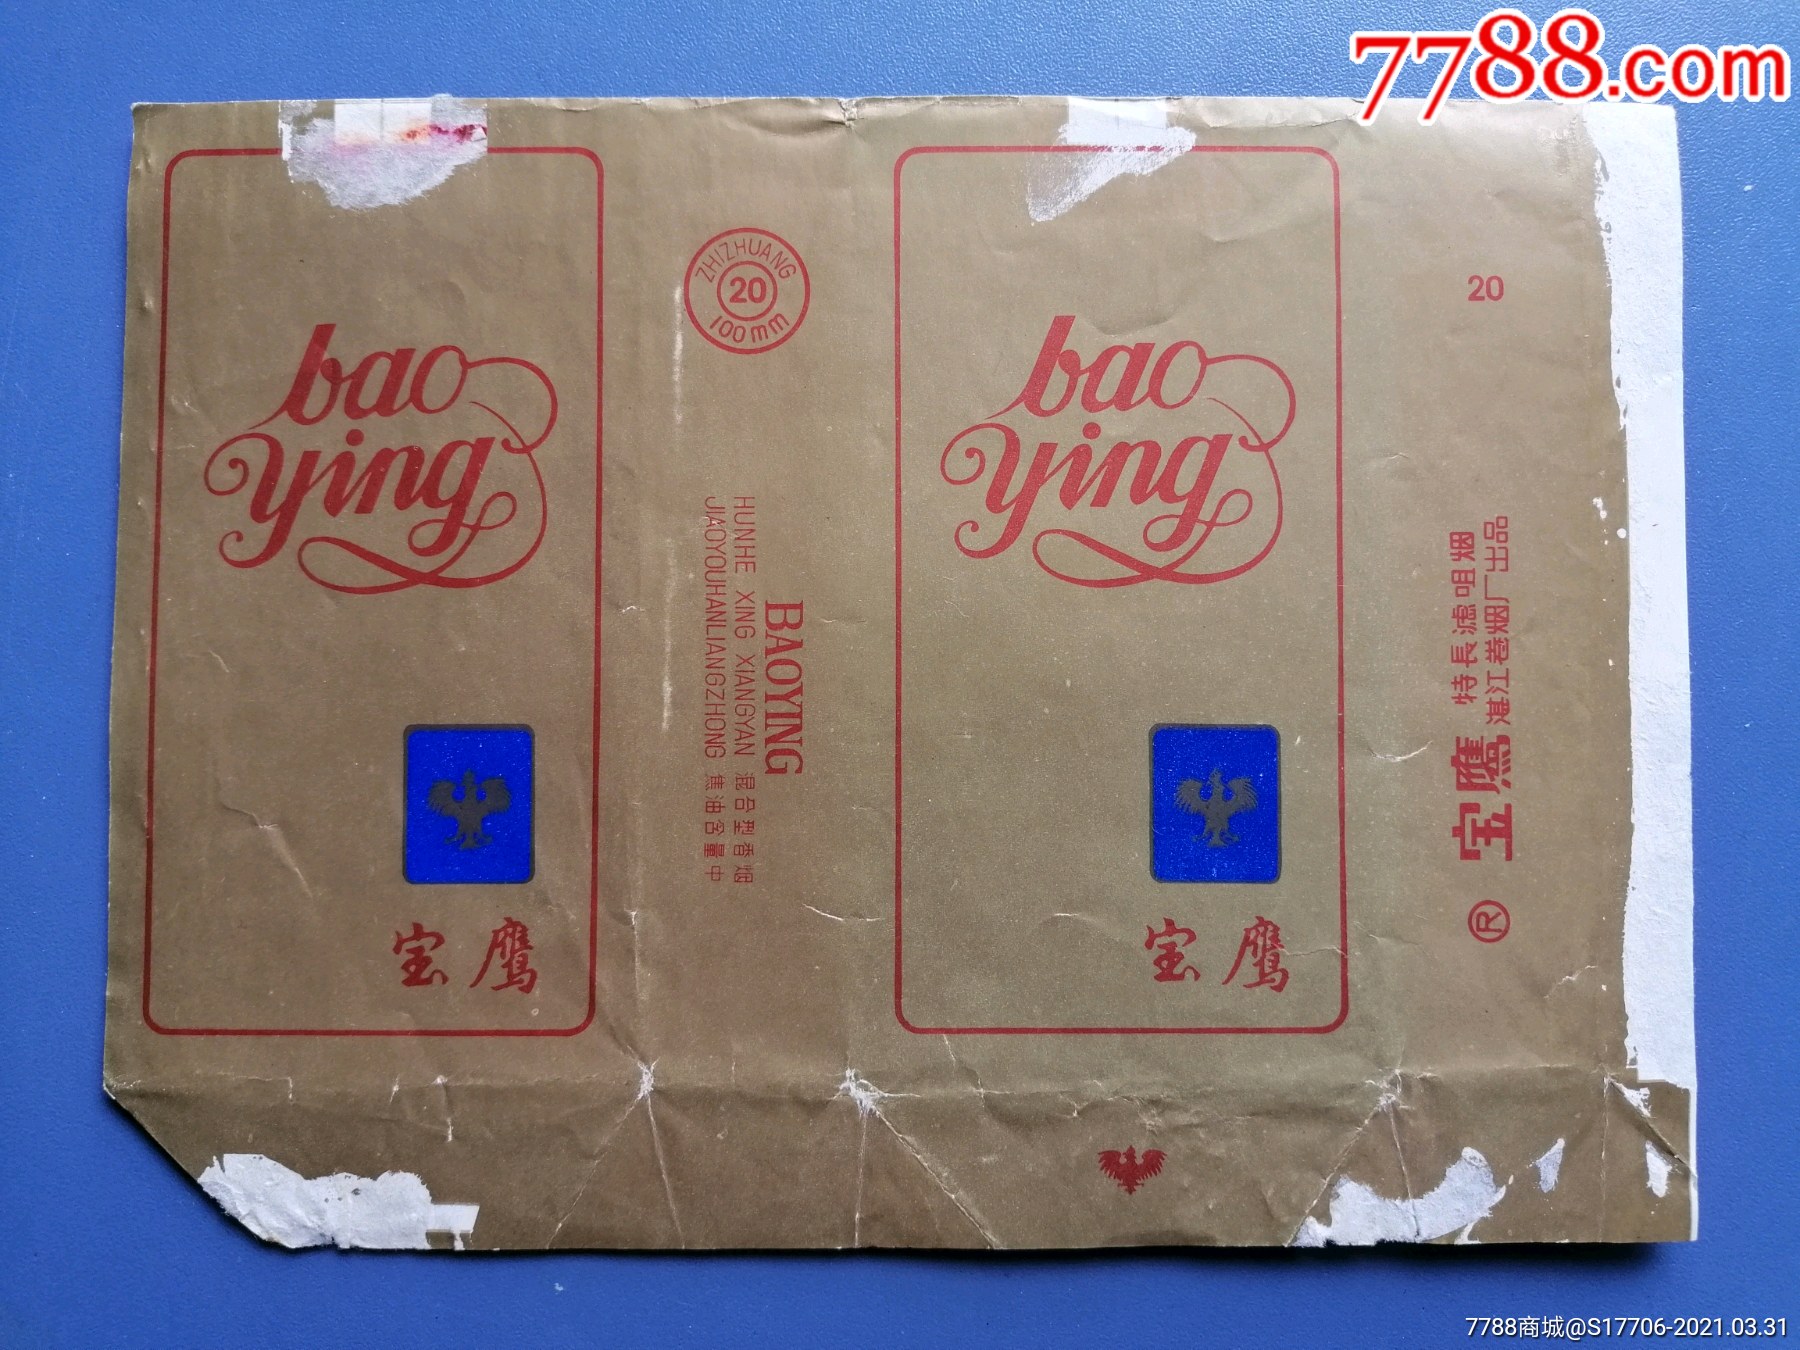 7788.com
bao
ying
宝鹰
ZHIZHUANG
20
100mm
BAOYING
HUNHE XING XIANGYAN 混合型香烟
JIAOYOUHANLIANGZHONG 焦油含量中
bao
ying
宝鹰
20
® 宝鹰
特長滤咀烟
湛江卷烟厂出品
7788商城@S17706-2021.03.31